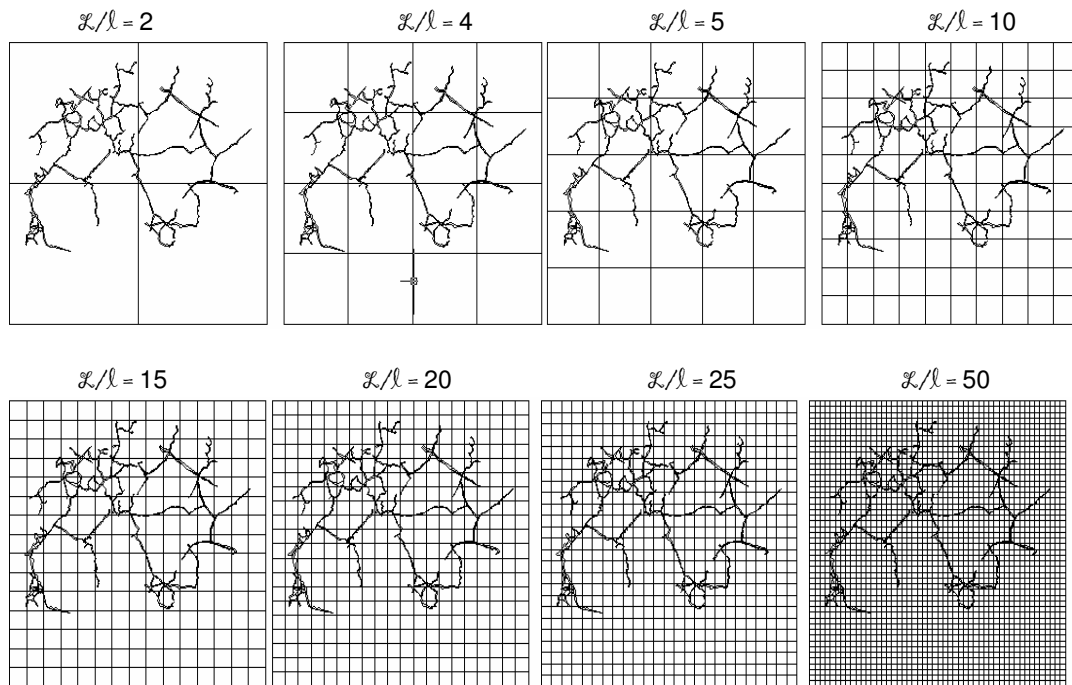 ℒ/l = 2
ℒ/l = 4
ℒ/l = 5
ℒ/l = 10
ℒ/l = 15
ℒ/l = 20
ℒ/l = 25
ℒ/l = 50